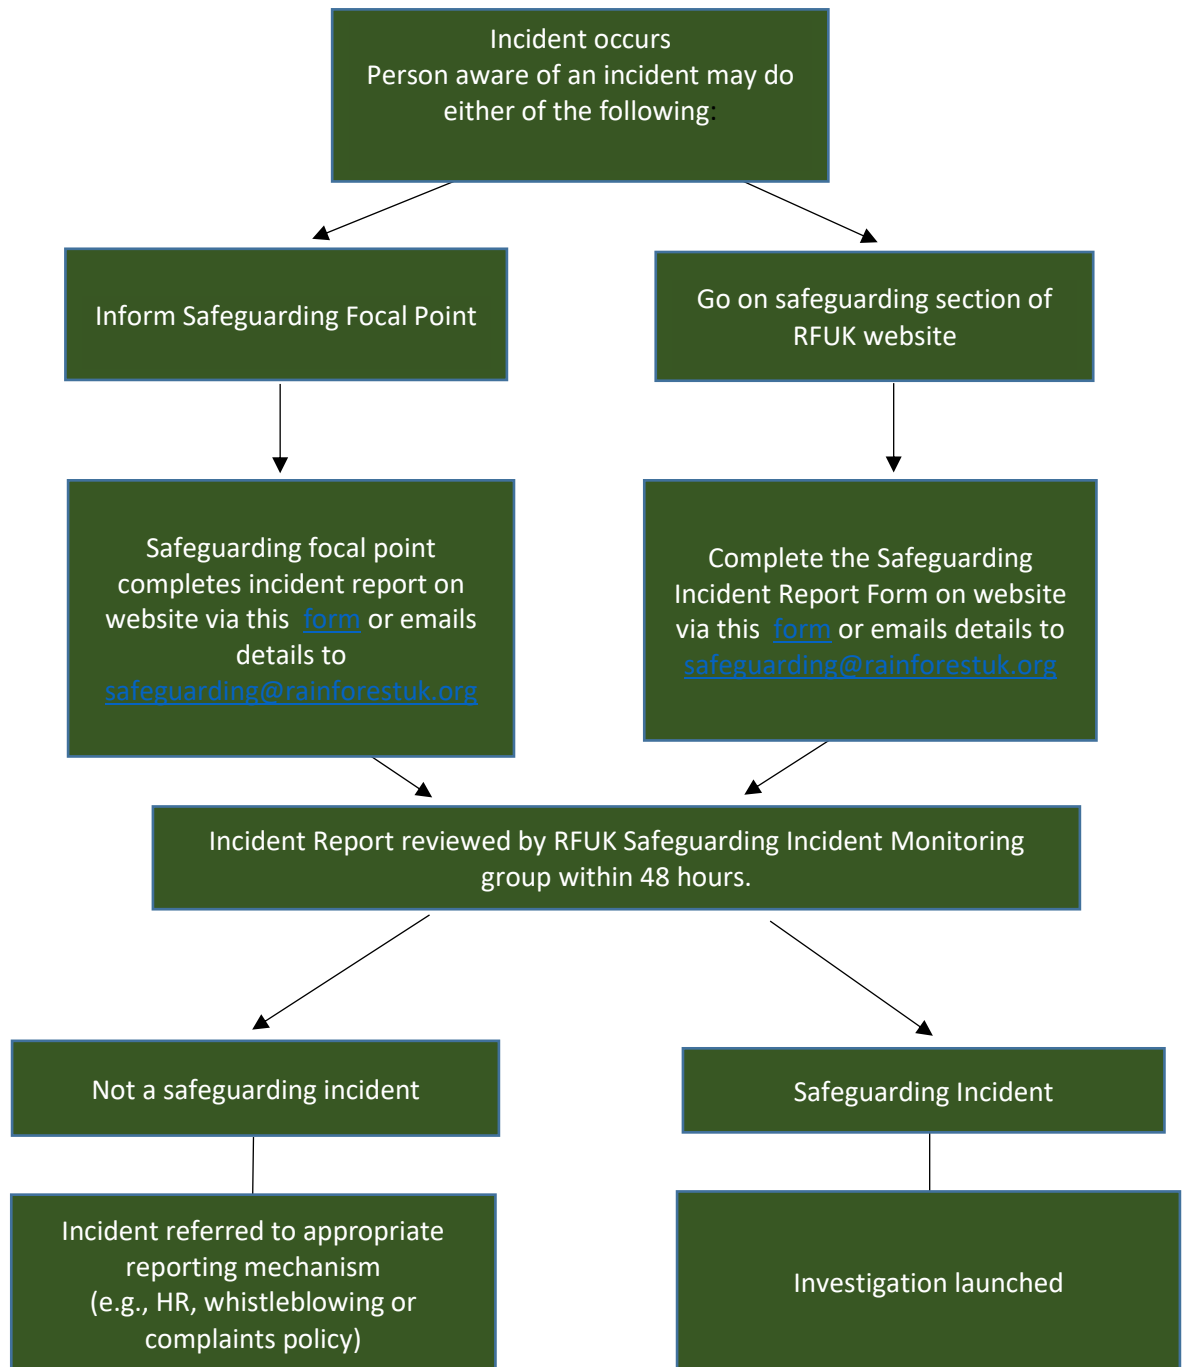 Incident occurs
Person aware of an incident may do
either of the following:
Inform Safeguarding Focal Point
Go on safeguarding section of
RFUK website
Safeguarding focal point
completes incident report on
website via this form or emails
details to
safeguarding@rainforestuk.org
Complete the Safeguarding
Incident Report Form on website
via this form or emails details to
safeguarding@rainforestuk.org
Incident Report reviewed by RFUK Safeguarding Incident Monitoring
group within 48 hours.
Not a safeguarding incident
Safeguarding Incident
Incident referred to appropriate
reporting mechanism
(e.g., HR, whistleblowing or
complaints policy)
Investigation launched